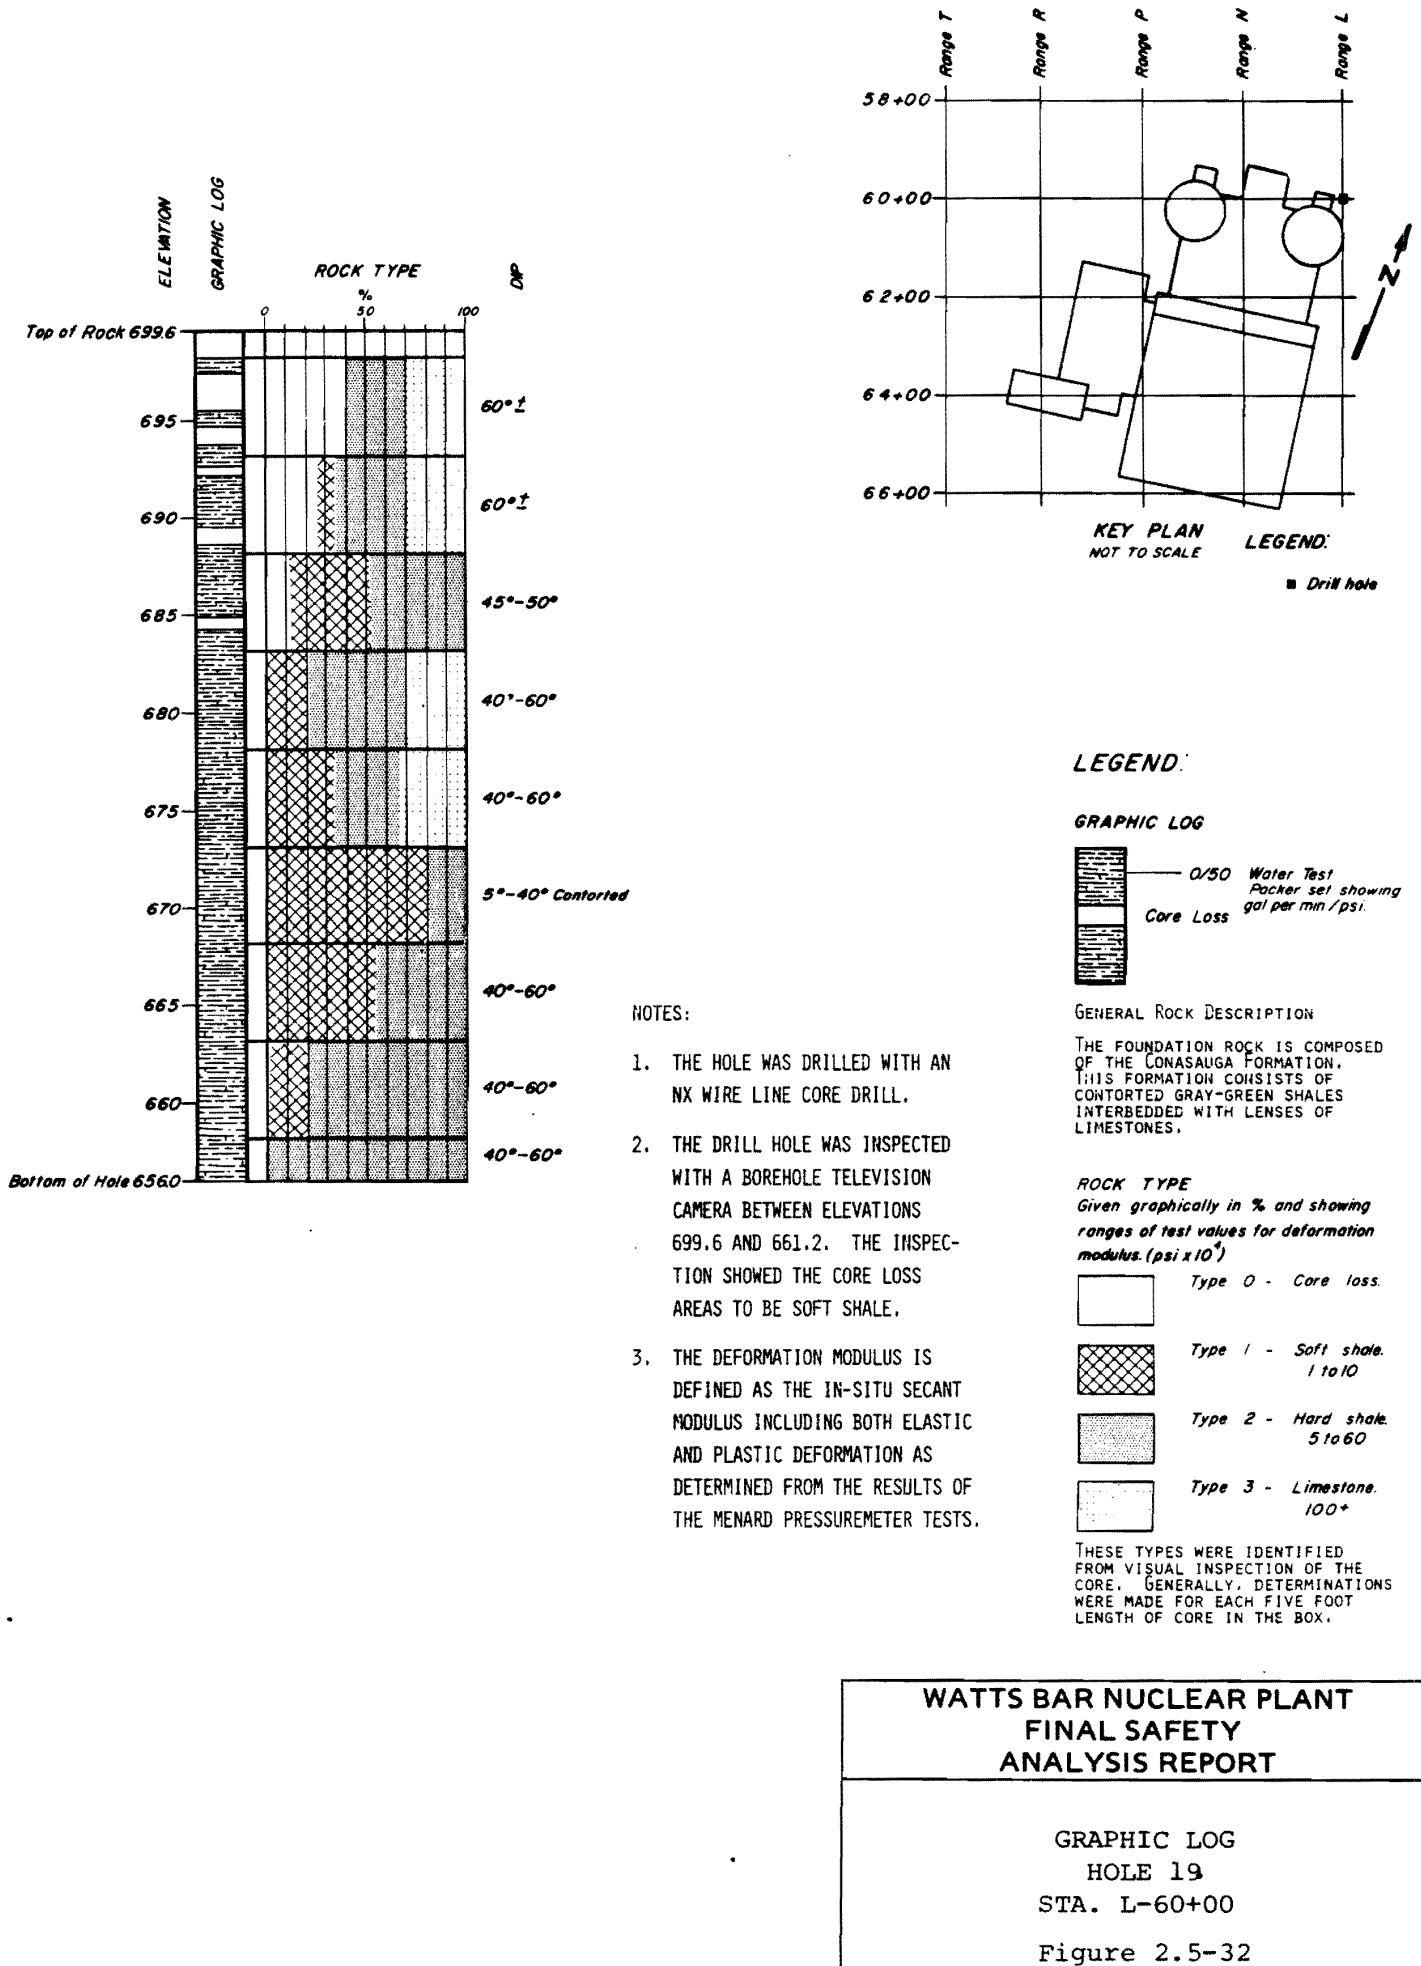 Range T
Range R
Range P
Range N
Range L
58+00
60+00
62+00
64+00
66+00
N
KEY PLAN
NOT TO SCALE
LEGEND:
Drill hole
ELEVATION
GRAPHIC LOG
ROCK TYPE
%
0 50 100
DIP
Top of Rock 699.6
695
690
685
680
675
670
665
660
Bottom of Hole 656.0
60°±
60°±
45°-50°
40°-60°
40°-60°
5°-40° Contorted
40°-60°
40°-60°
40°-60°
NOTES:
1. THE HOLE WAS DRILLED WITH AN
NX WIRE LINE CORE DRILL.
2. THE DRILL HOLE WAS INSPECTED
WITH A BOREHOLE TELEVISION
CAMERA BETWEEN ELEVATIONS
699.6 AND 661.2. THE INSPEC-
TION SHOWED THE CORE LOSS
AREAS TO BE SOFT SHALE.
3. THE DEFORMATION MODULUS IS
DEFINED AS THE IN-SITU SECANT
MODULUS INCLUDING BOTH ELASTIC
AND PLASTIC DEFORMATION AS
DETERMINED FROM THE RESULTS OF
THE MENARD PRESSUREMETER TESTS.
LEGEND:
GRAPHIC LOG
0/50 Water Test
Packer set showing
gal per min/psi.
Core Loss
GENERAL ROCK DESCRIPTION
THE FOUNDATION ROCK IS COMPOSED
OF THE CONASAUGA FORMATION.
THIS FORMATION CONSISTS OF
CONTORTED GRAY-GREEN SHALES
INTERBEDDED WITH LENSES OF
LIMESTONES.
ROCK TYPE
Given graphically in % and showing
ranges of test values for deformation
modulus. (psi x 10⁴)
Type 0 - Core loss.
Type 1 - Soft shale.
1 to 10
Type 2 - Hard shale.
5 to 60
Type 3 - Limestone.
100+
THESE TYPES WERE IDENTIFIED
FROM VISUAL INSPECTION OF THE
CORE. GENERALLY, DETERMINATIONS
WERE MADE FOR EACH FIVE FOOT
LENGTH OF CORE IN THE BOX.
WATTS BAR NUCLEAR PLANT
FINAL SAFETY
ANALYSIS REPORT
GRAPHIC LOG
HOLE 19
STA. L-60+00
Figure 2.5-32